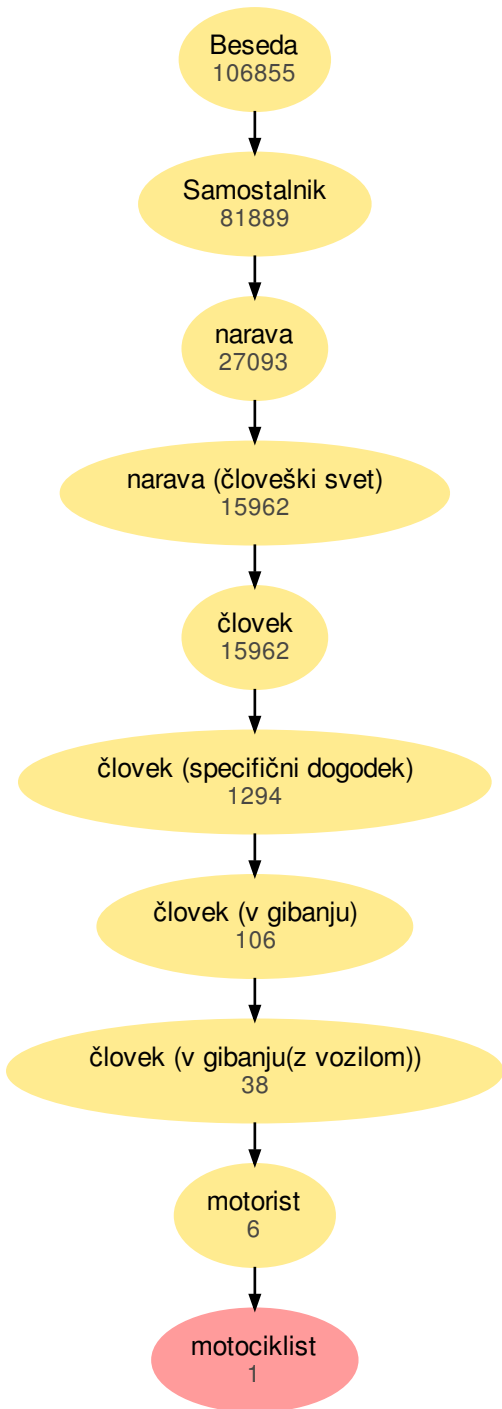 Beseda
106855
Samostalnik
81889
narava
27093
narava (človeški svet)
15962
človek
15962
človek (specifični dogodek)
1294
človek (v gibanju)
106
človek (v gibanju(z vozilom))
38
motorist
6
motociklist
1